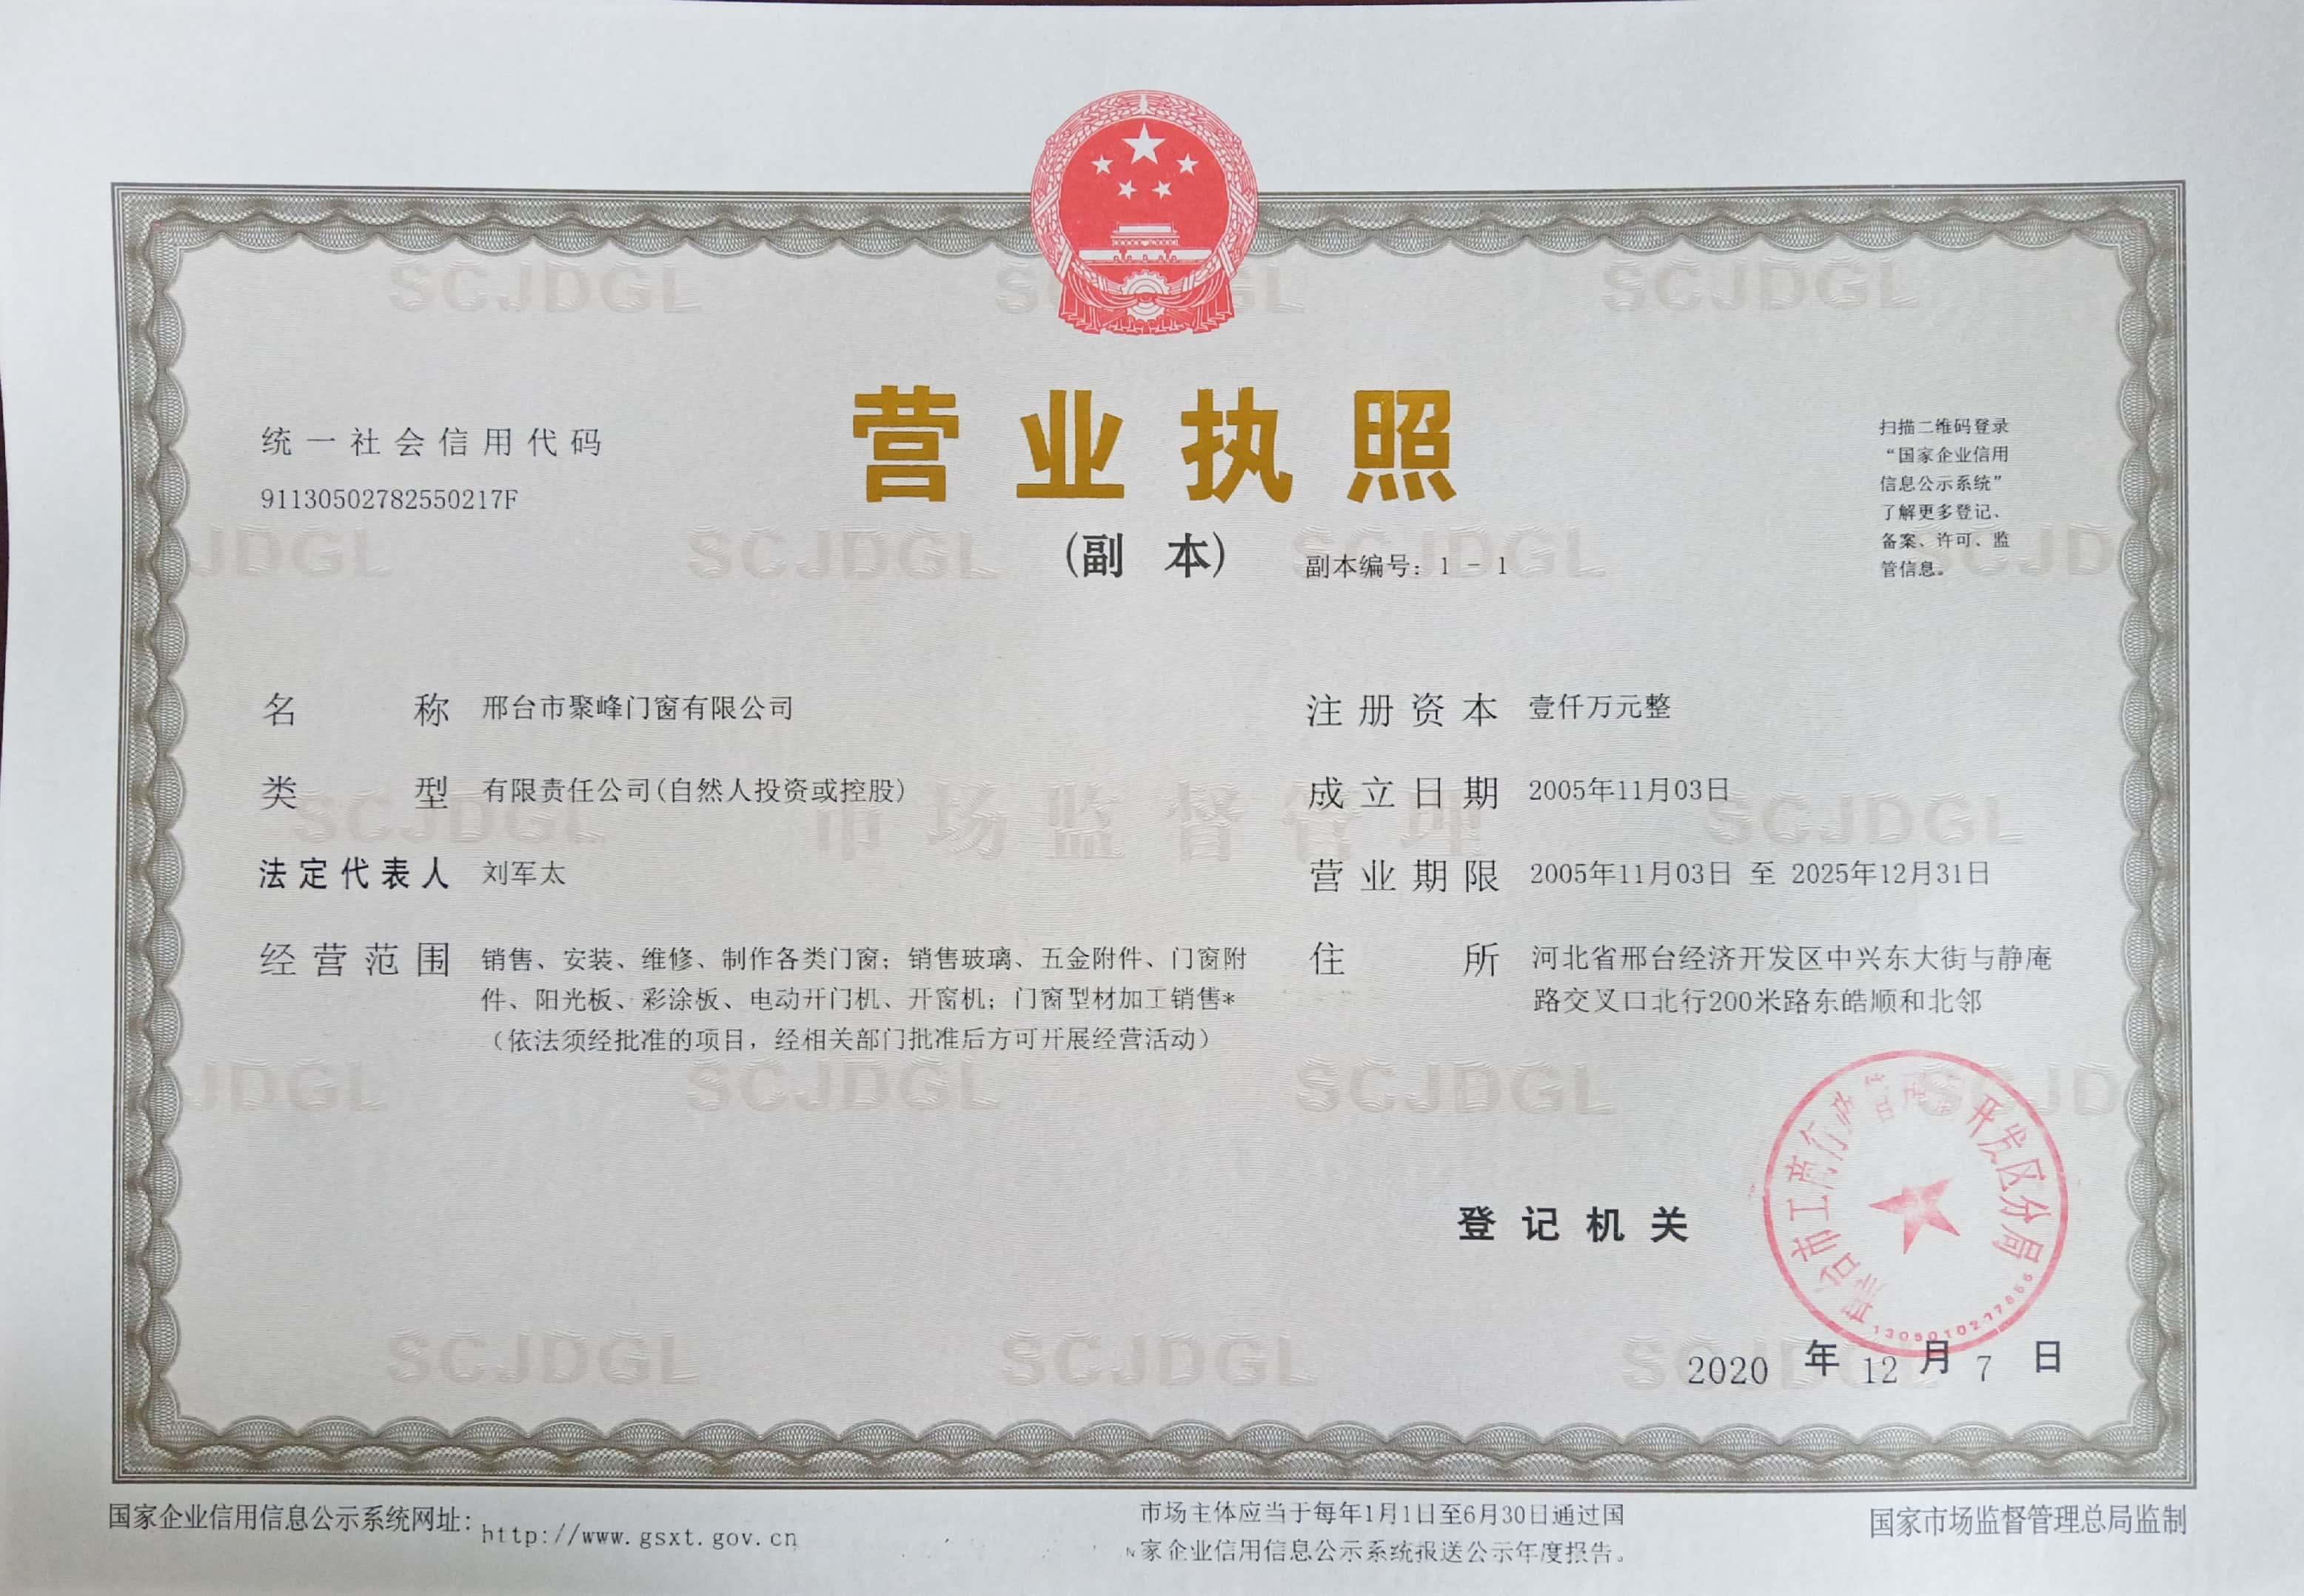 营业执照
(副 本) 副本编号：1 - 1
统一社会信用代码
91130502782550217F
扫描二维码登录
“国家企业信用
信息公示系统”
了解更多登记、
备案、许可、监
管信息。
名 称 邢台市聚峰门窗有限公司
类 型 有限责任公司(自然人投资或控股)
法定代表人 刘军太
经营范围 销售、安装、维修、制作各类门窗；销售玻璃、五金附件、门窗附
件、阳光板、彩涂板、电动开门机、开窗机；门窗型材加工销售*
（依法须经批准的项目，经相关部门批准后方可开展经营活动）
注册资本 壹仟万元整
成立日期 2005年11月03日
营业期限 2005年11月03日 至 2025年12月31日
住 所 河北省邢台经济开发区中兴东大街与静庵
路交叉口北行200米路东皓顺和北邻
市场监督管理
SCJDGL
登记机关
开发区分局
2020 年 12 月 7 日
国家企业信用信息公示系统网址：http://www.gsxt.gov.cn
市场主体应当于每年1月1日至6月30日通过国
家企业信用信息公示系统报送公示年度报告。
国家市场监督管理总局监制